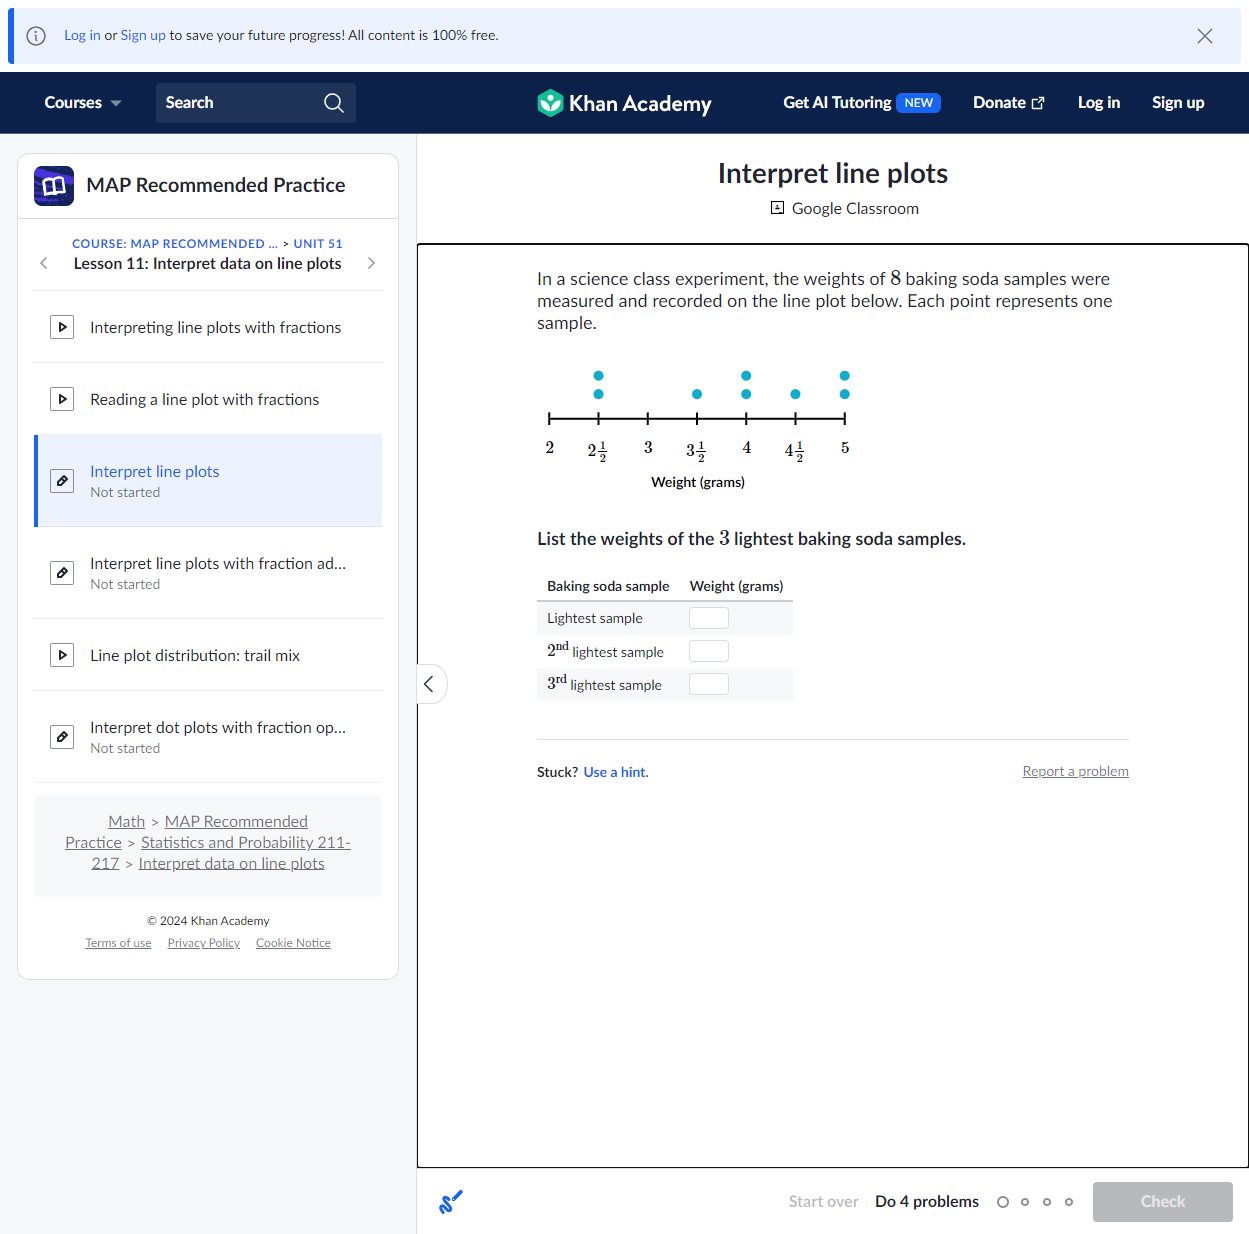 Log in or Sign up to save your future progress! All content is 100% free.
Courses
Search
Khan Academy
Get AI Tutoring NEW
Donate
Log in
Sign up
MAP Recommended Practice
COURSE: MAP RECOMMENDED ... > UNIT 51
Lesson 11: Interpret data on line plots
Interpreting line plots with fractions
Reading a line plot with fractions
Interpret line plots
Not started
Interpret line plots with fraction ad...
Not started
Line plot distribution: trail mix
Interpret dot plots with fraction op...
Not started
Math > MAP Recommended
Practice > Statistics and Probability 211-
217 > Interpret data on line plots
© 2024 Khan Academy
Terms of use Privacy Policy Cookie Notice
Interpret line plots
Google Classroom
In a science class experiment, the weights of 8 baking soda samples were
measured and recorded on the line plot below. Each point represents one
sample.
2 2 1/2 3 3 1/2 4 4 1/2 5
Weight (grams)
List the weights of the 3 lightest baking soda samples.
Baking soda sample Weight (grams)
Lightest sample
2nd lightest sample
3rd lightest sample
Stuck? Use a hint.
Report a problem
Start over
Do 4 problems
Check